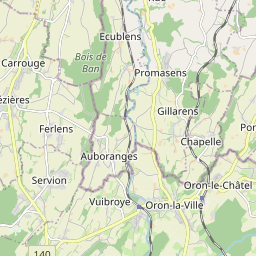 Ecublens
Carrouge
Bois de
Ban
Promasens
Gillarens
Ferlens
Chapelle
Auboranges
Servion
Oron-le-Châtel
Vuibroye
Oron-la-Ville
140